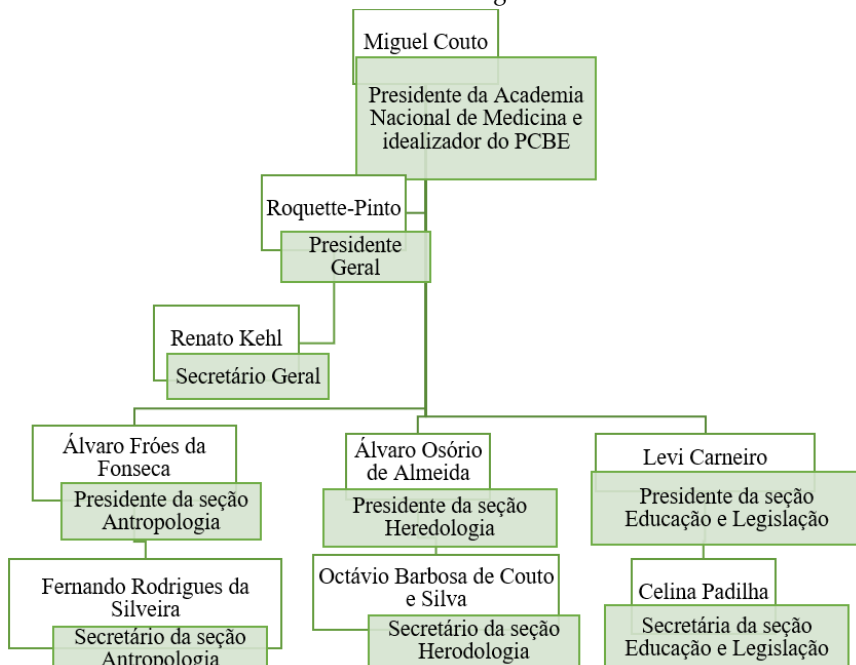 Miguel Couto
Presidente da Academia
Nacional de Medicina e
idealizador do PCBE
Roquette-Pinto
Presidente
Geral
Renato Kehl
Secretário Geral
Álvaro Fróes da
Fonseca
Presidente da seção
Antropologia
Álvaro Osório
de Almeida
Presidente da seção
Heredologia
Levi Carneiro
Presidente da seção
Educação e Legislação
Fernando Rodrigues da
Silveira
Secretário da seção
Antropologia
Octávio Barbosa de Couto
e Silva
Secretário da seção
Herodologia
Celina Padilha
Secretária da seção
Educação e Legislação